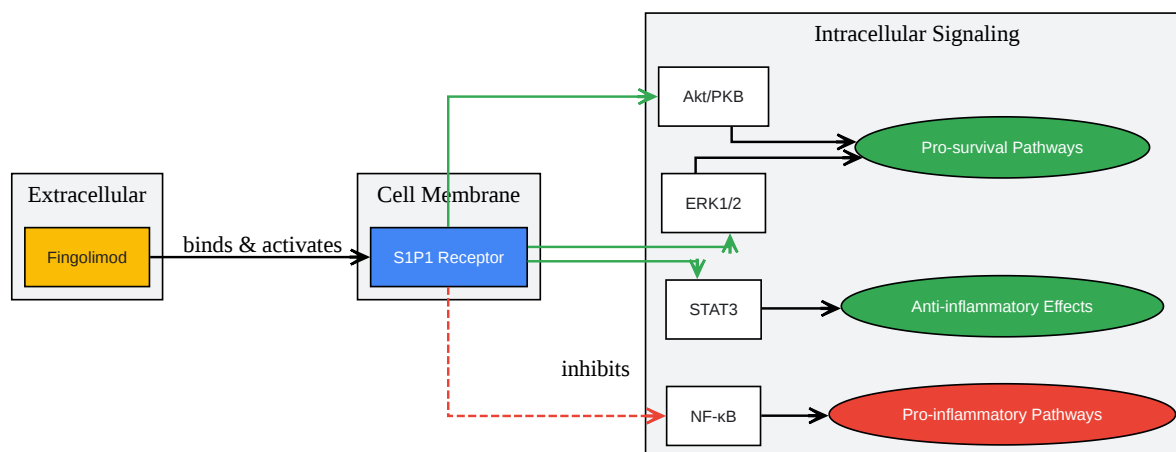 Intracellular Signaling
Akt/PKB
Pro-survival Pathways
Extracellular
Cell Membrane
ERK1/2
binds & activates
Fingolimod
S1P1 Receptor
STAT3
Anti-inflammatory Effects
inhibits
NF-κB
Pro-inflammatory Pathways